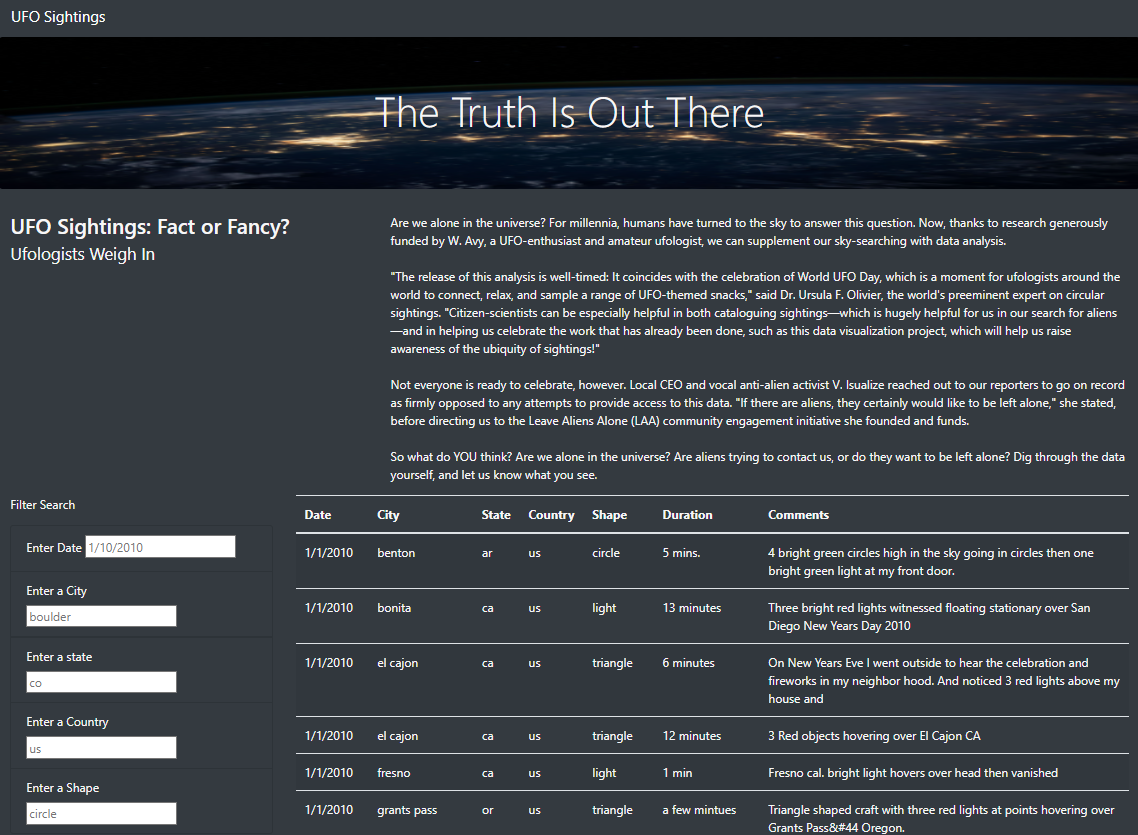 UFO Sightings
The Truth Is Out There
UFO Sightings: Fact or Fancy?
Ufologists Weigh In
Are we alone in the universe? For millennia, humans have turned to the sky to answer this question. Now, thanks to research generously
funded by W. Avy, a UFO-enthusiast and amateur ufologist, we can supplement our sky-searching with data analysis.
"The release of this analysis is well-timed: It coincides with the celebration of World UFO Day, which is a moment for ufologists around the
world to connect, relax, and sample a range of UFO-themed snacks," said Dr. Ursula F. Olivier, the world's preeminent expert on circular
sightings. "Citizen-scientists can be especially helpful in both cataloguing sightings—which is hugely helpful for us in our search for aliens
—and in helping us celebrate the work that has already been done, such as this data visualization project, which will help us raise
awareness of the ubiquity of sightings!"
Not everyone is ready to celebrate, however. Local CEO and vocal anti-alien activist V. Isualize reached out to our reporters to go on record
as firmly opposed to any attempts to provide access to this data. "If there are aliens, they certainly would like to be left alone," she stated,
before directing us to the Leave Aliens Alone (LAA) community engagement initiative she founded and funds.
So what do YOU think? Are we alone in the universe? Are aliens trying to contact us, or do they want to be left alone? Dig through the data
yourself, and let us know what you see.
Filter Search
Enter Date 1/10/2010
Enter a City
boulder
Enter a state
co
Enter a Country
us
Enter a Shape
circle
Date City State Country Shape Duration Comments
1/1/2010 benton ar us circle 5 mins. 4 bright green circles high in the sky going in circles then one
bright green light at my front door.
1/1/2010 bonita ca us light 13 minutes Three bright red lights witnessed floating stationary over San
Diego New Years Day 2010
1/1/2010 el cajon ca us triangle 6 minutes On New Years Eve I went outside to hear the celebration and
fireworks in my neighbor hood. And noticed 3 red lights above my
house and
1/1/2010 el cajon ca us triangle 12 minutes 3 Red objects hovering over El Cajon CA
1/1/2010 fresno ca us light 1 min Fresno cal. bright light hovers over head then vanished
1/1/2010 grants pass or us triangle a few mintues Triangle shaped craft with three red lights at points hovering over
Grants Pass&#44 Oregon.